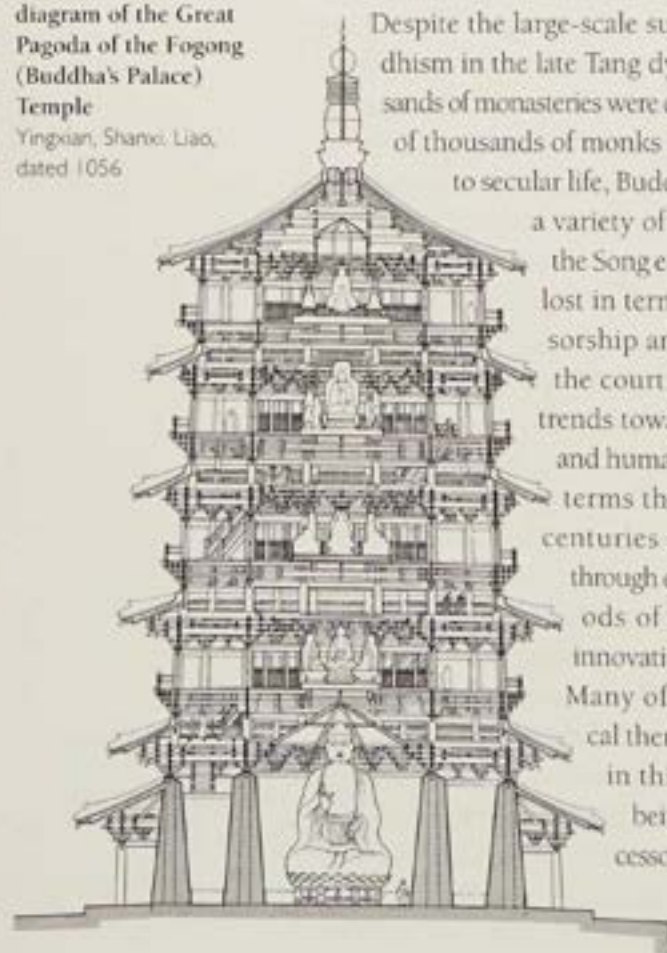 diagram of the Great
Pagoda of the Fogong
(Buddha's Palace)
Temple
Yingxian, Shanxi. Liao,
dated 1056
Despite the large-scale su
dhism in the late Tang dy
sands of monasteries were
of thousands of monks
to secular life, Budd
a variety of
the Song e
lost in term
sorship an
the court
trends towa
and huma
terms th
centuries
through
ods of
innovati
Many of
cal the
in th
bei
cesso